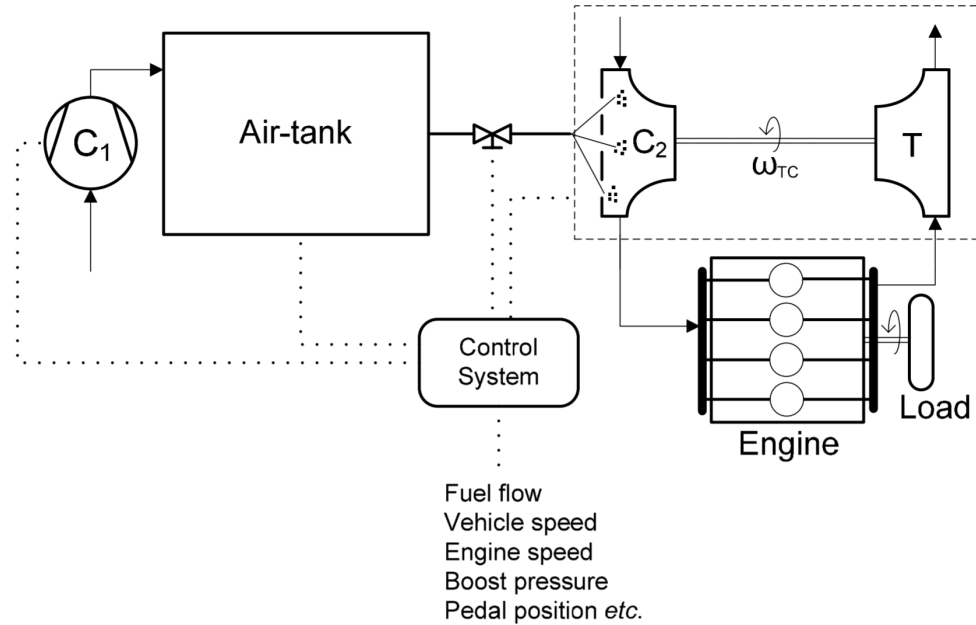 C₁
Air-tank
C₂
ω_TC
T
Control
System
Engine
Load
Fuel flow
Vehicle speed
Engine speed
Boost pressure
Pedal position etc.